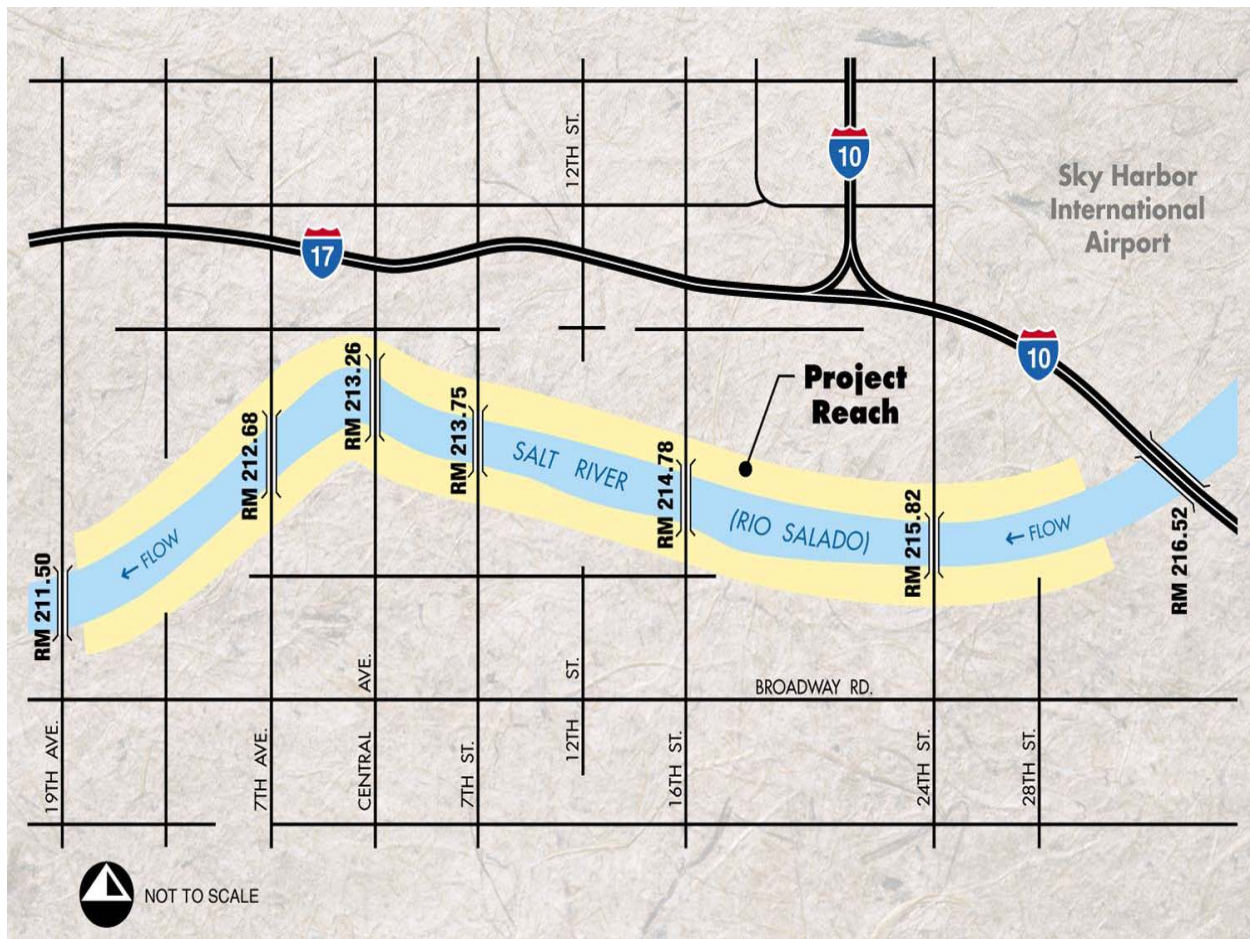 12TH ST.
10
Sky Harbor
International
Airport
17
10
RM 213.26
Project
Reach
RM 213.75
RM 212.68
SALT RIVER
RM 214.78
(RIO SALADO)
RM 215.82
← FLOW
RM 216.52
← FLOW
RM 211.50
BROADWAY RD.
19TH AVE.
7TH AVE.
CENTRAL AVE.
7TH ST.
12TH ST.
16TH ST.
24TH ST.
28TH ST.
NOT TO SCALE